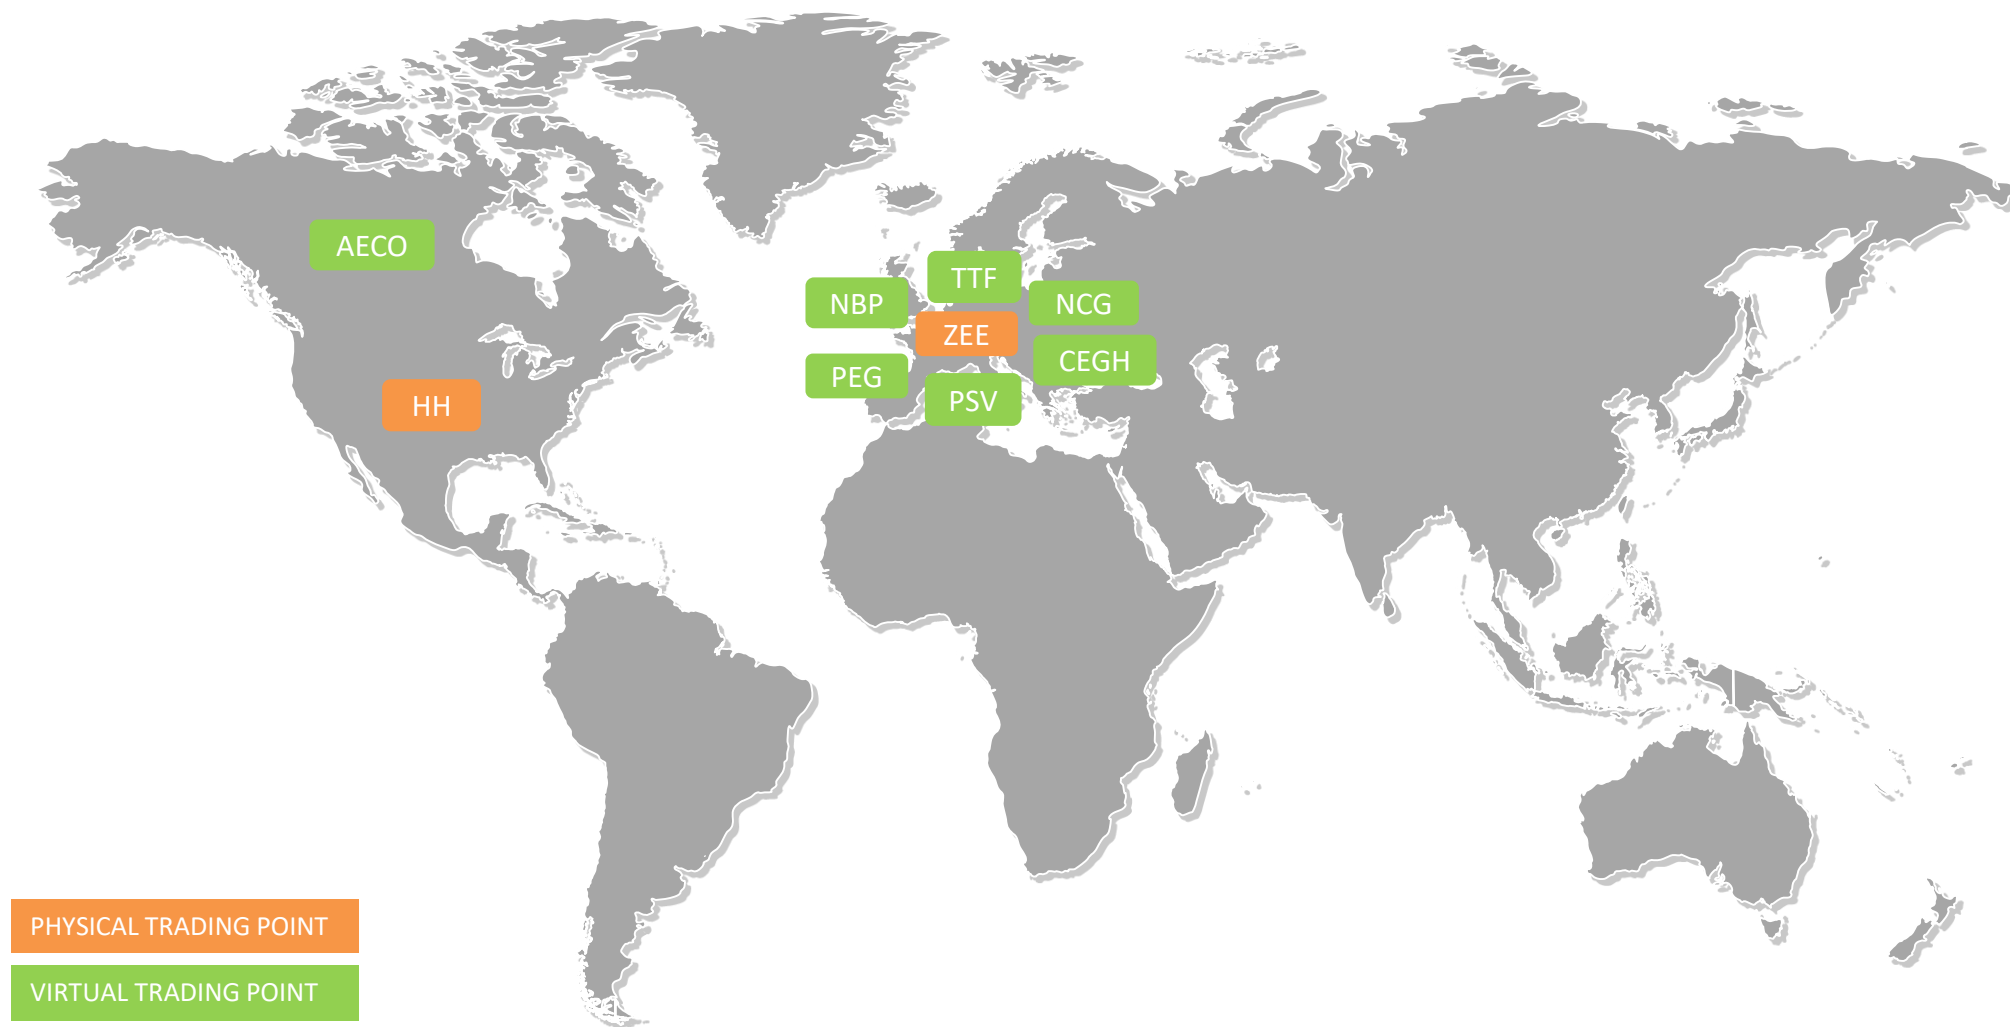 AECO
TTF
NBP
NCG
ZEE
CEGH
PEG
PSV
HH
PHYSICAL TRADING POINT
VIRTUAL TRADING POINT